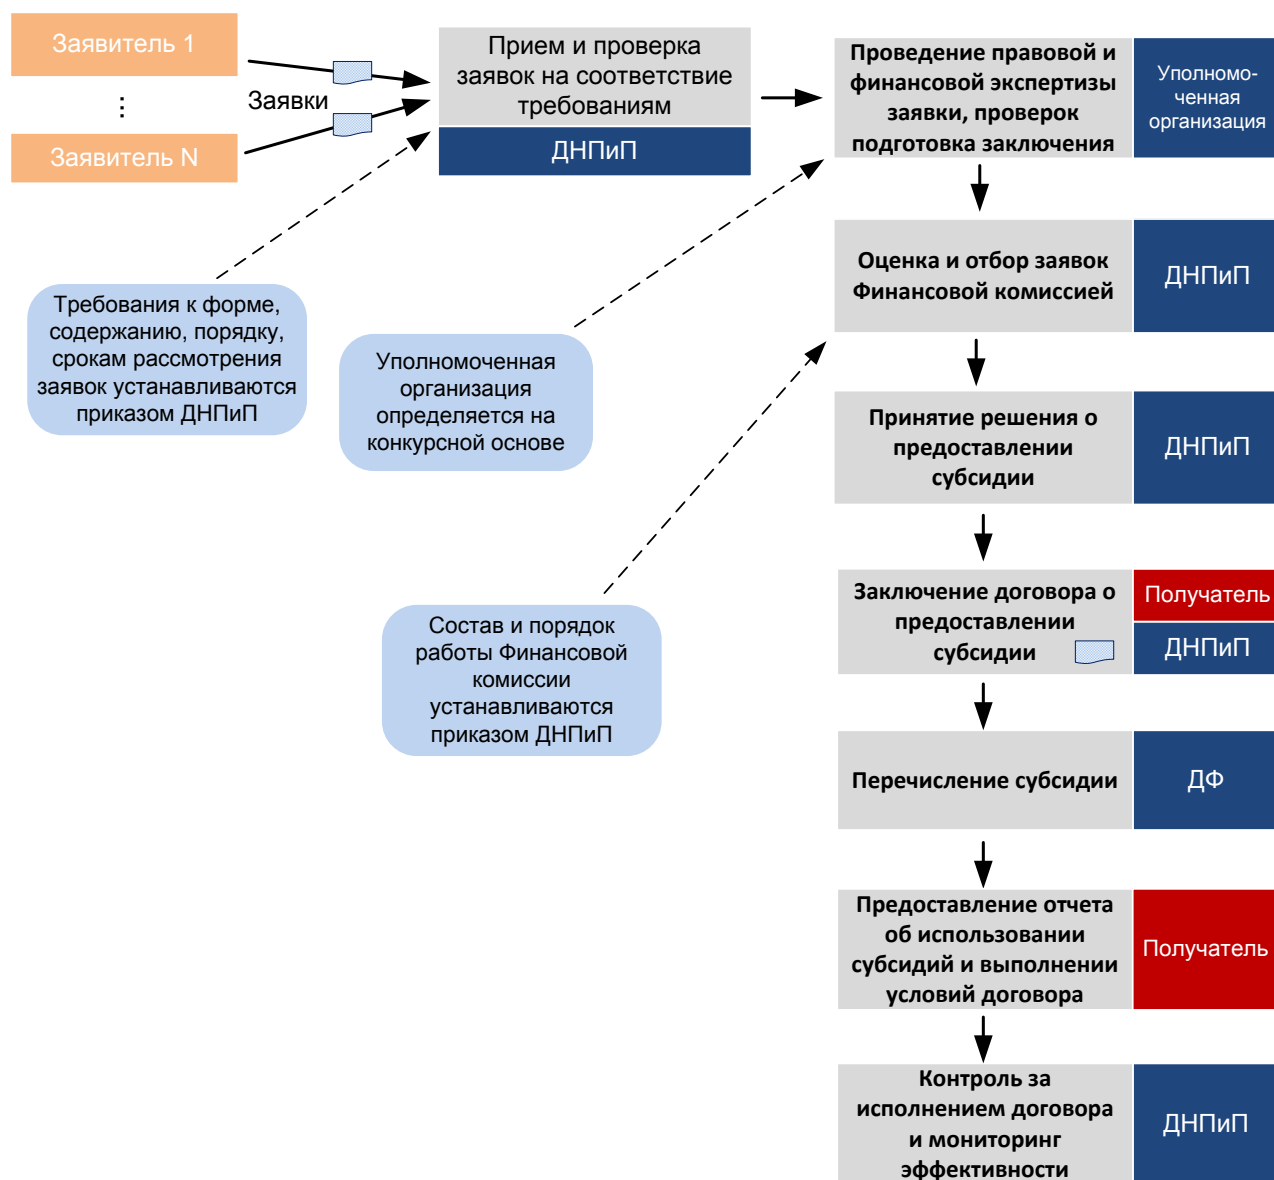 Заявитель 1
⋮
Заявитель N
Заявки
Прием и проверка
заявок на соответствие
требованиям
ДНПиП
Проведение правовой и
финансовой экспертизы
заявки, проверок
подготовка заключения
Уполномо-
ченная
организация
Оценка и отбор заявок
Финансовой комиссией
ДНПиП
Требования к форме,
содержанию, порядку,
срокам рассмотрения
заявок устанавливаются
приказом ДНПиП
Уполномоченная
организация
определяется на
конкурсной основе
Принятие решения о
предоставлении
субсидии
ДНПиП
Заключение договора о
предоставлении
субсидии
Получатель
ДНПиП
Состав и порядок
работы Финансовой
комиссии
устанавливаются
приказом ДНПиП
Перечисление субсидии
ДФ
Предоставление отчета
об использовании
субсидий и выполнении
условий договора
Получатель
Контроль за
исполнением договора
и мониторинг
эффективности
ДНПиП